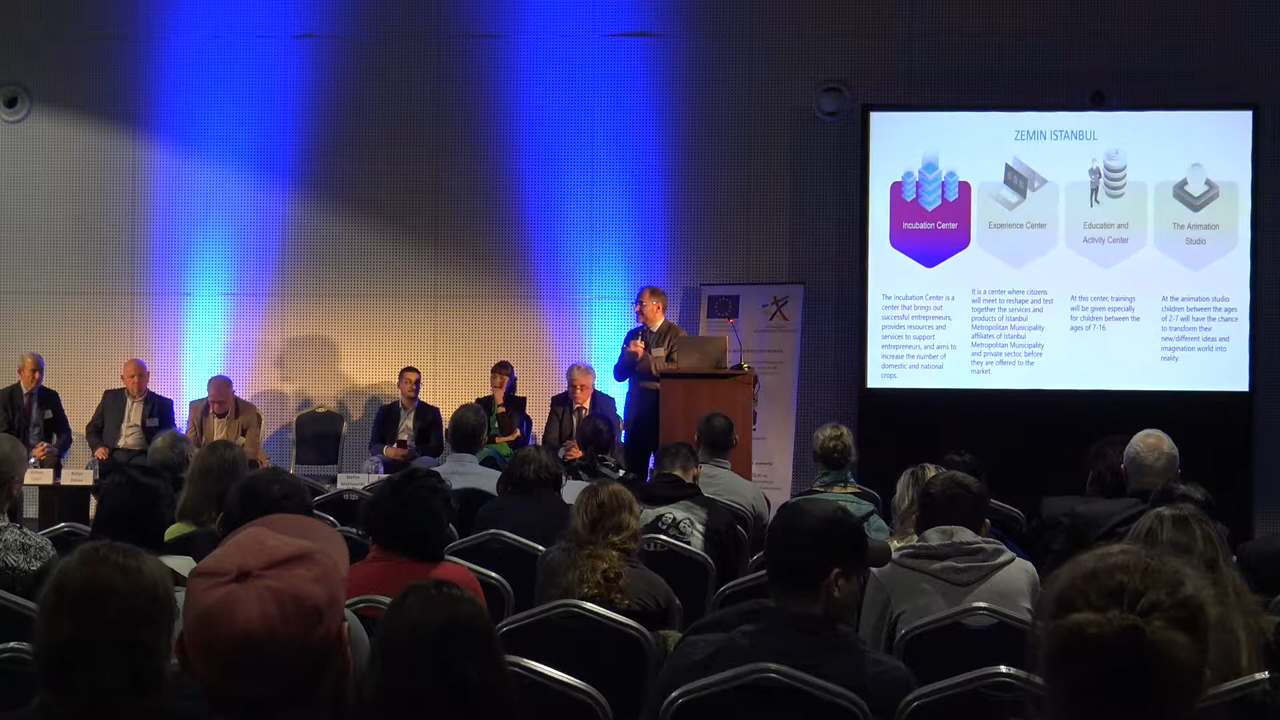 ZEMIN ISTANBUL
Incubation Center
Experience Center
Education and
Activity Center
The Animation
Studio
The Incubation Center is a
center that brings out
successful entrepreneurs,
provides resources and
services to support
entrepreneurs, and aims to
increase the number of
domestic and national
crops.
It is a center where citizens
will meet to reshape and test
together the services and
products of Istanbul
Metropolitan Municipality
affiliates of Istanbul
Metropolitan Municipality
and private sector, before
they are offered to the
market.
At this center, trainings
will be given especially
for children between the
ages of 7-16.
At the animation studio
children between the ages
of 2-7 will have the chance
to transform their
new/different ideas and
imagination world into
reality.